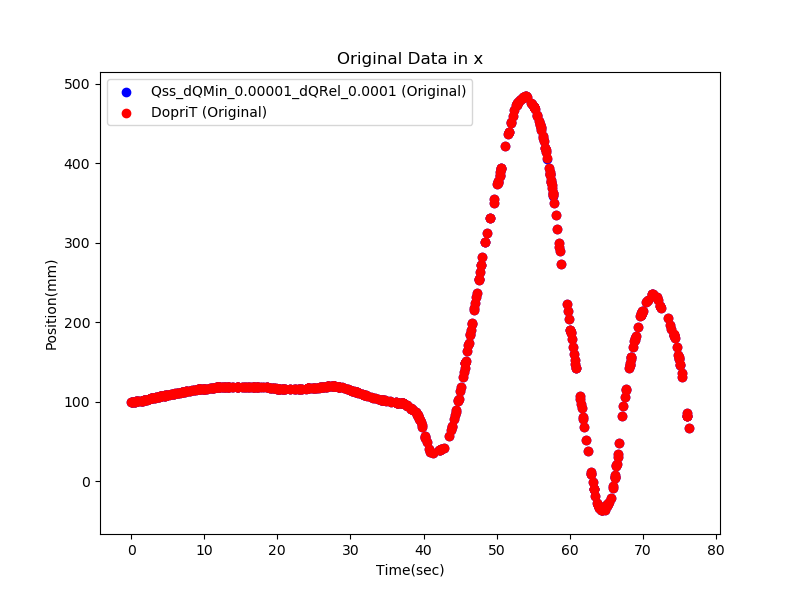 Original Data in x
Qss_dQMin_0.00001_dQRel_0.0001 (Original)
DopriT (Original)
500
400
300
200
100
0
Position(mm)
0 10 20 30 40 50 60 70 80
Time(sec)